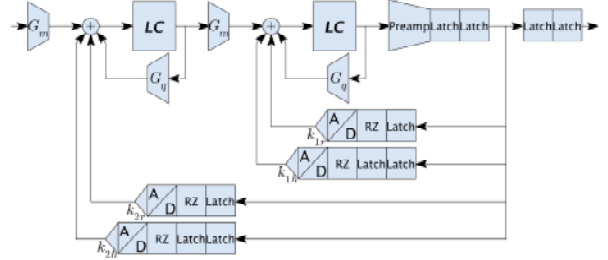 Gm LC Gm LC Preamp Latch Latch Latch Latch
Gq Gq
k1r A D RZ Latch
k1h A D RZ Latch Latch
k2r A D RZ Latch
k2h A D RZ Latch Latch